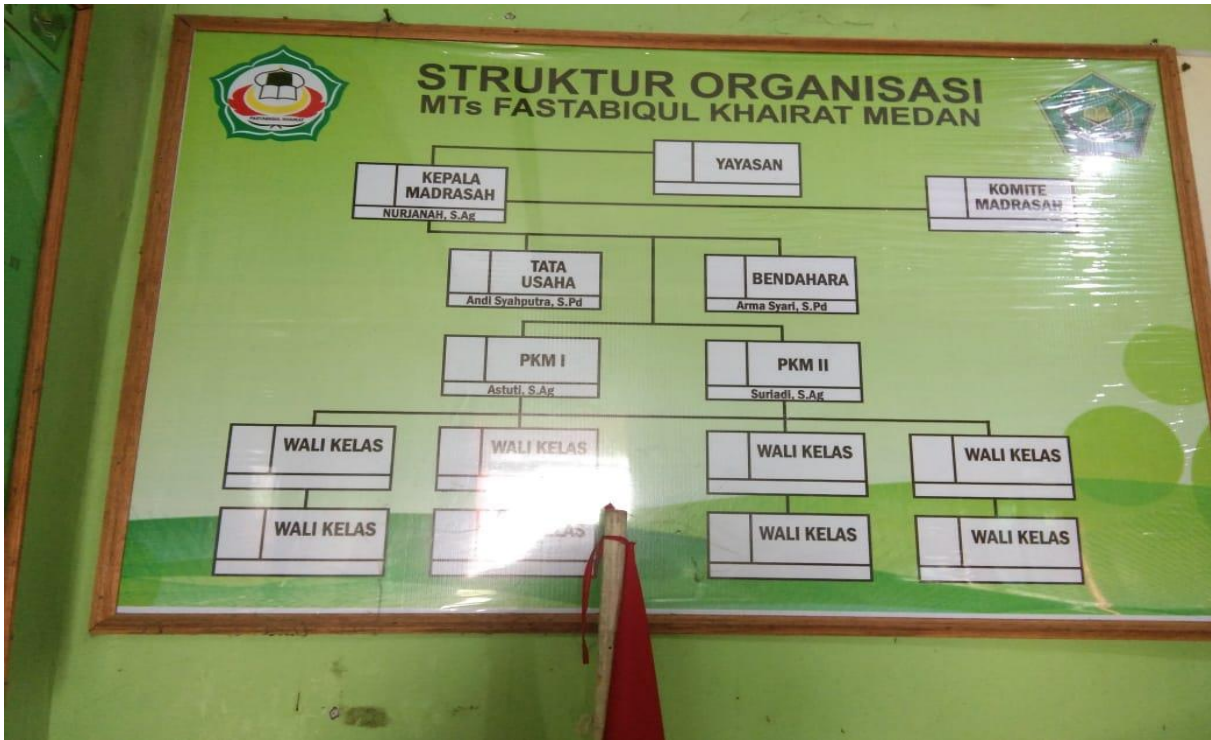 STRUKTUR ORGANISASI
MTs FASTABIQUL KHAIRAT MEDAN
FASTABIQUL KHAIRAT
YAYASAN
KEPALA
MADRASAH
NURJANAH, S.Ag
KOMITE
MADRASAH
TATA
USAHA
Andi Syahputra, S.Pd
BENDAHARA
Arma Syari, S.Pd
PKM I
Astuti, S.Ag
PKM II
Suriadi, S.Ag
WALI KELAS
WALI KELAS
WALI KELAS
WALI KELAS
WALI KELAS
WALI KELAS
WALI KELAS